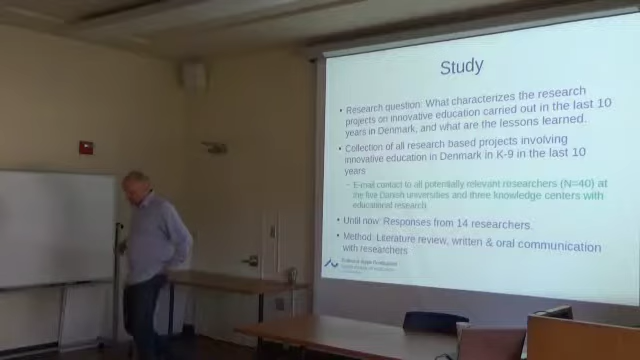 Study
• Research question: What characterizes the research
projects on innovative education carried out in the last 10
years in Denmark, and what are the lessons learned.
• Collection of all research based projects involving
innovative education in Denmark in K-9 in the last 10
years
– E-mail contact to all potentially relevant researchers (N=40) at
the five Danish universities and three knowledge centers with
educational research
• Until now: Responses from 14 researchers.
• Method: Literature review, written & oral communication
with researchers